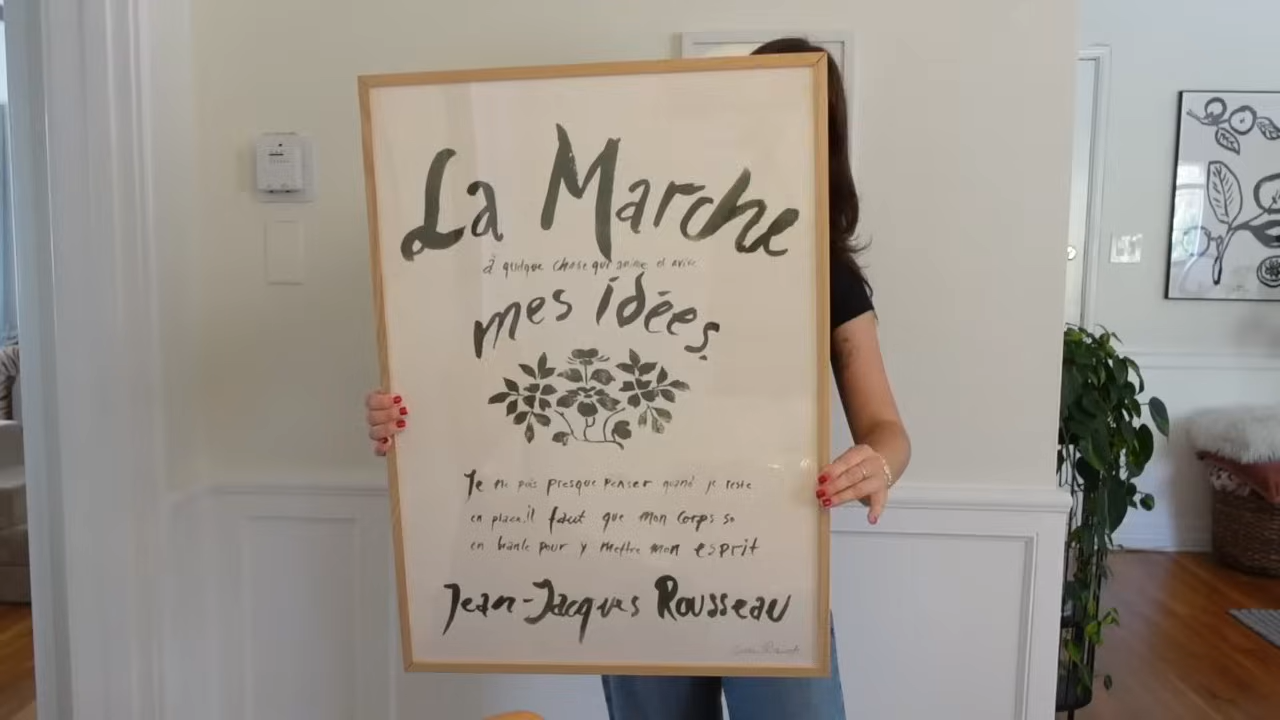 La Marche
à quelque chose qui anime et avive
mes idées.
Je ne puis presque penser quand je reste
en place, il faut que mon corps so
en branle pour y mettre mon esprit
Jean-Jacques Rousseau